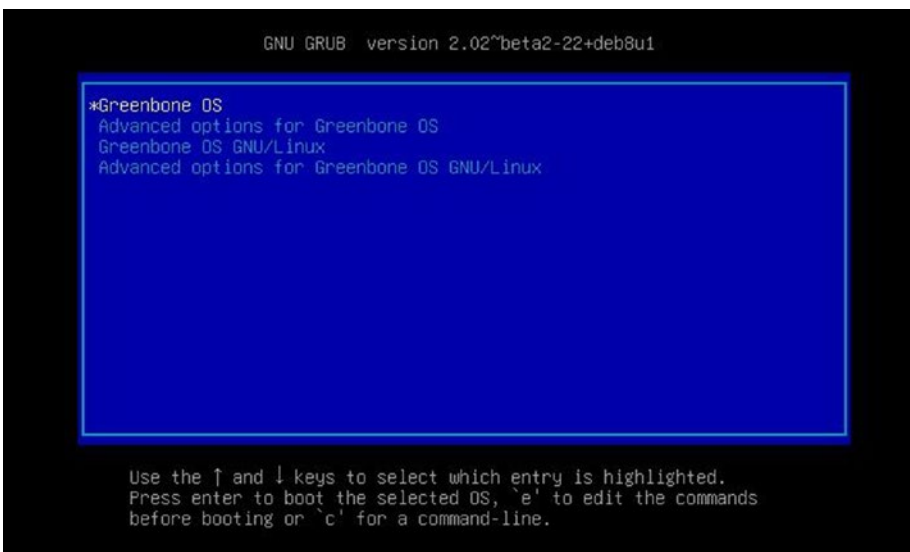 GNU GRUB version 2.02~beta2-22+deb8u1
*Greenbone OS
Advanced options for Greenbone OS
Greenbone OS GNU/Linux
Advanced options for Greenbone OS GNU/Linux
Use the ↑ and ↓ keys to select which entry is highlighted.
Press enter to boot the selected OS, `e' to edit the commands
before booting or `c' for a command-line.